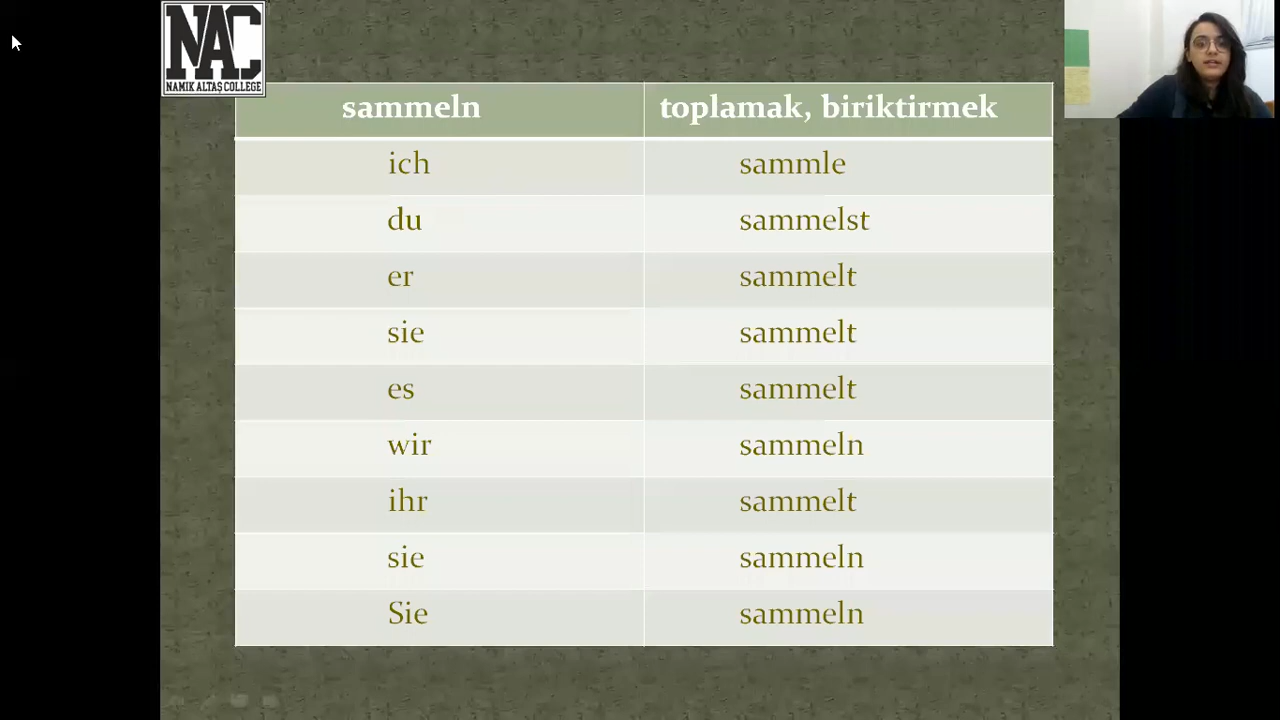 NAC
NAMIK ALTAŞ COLLEGE
sammeln toplamak, biriktirmek
ich sammle
du sammelst
er sammelt
sie sammelt
es sammelt
wir sammeln
ihr sammelt
sie sammeln
Sie sammeln